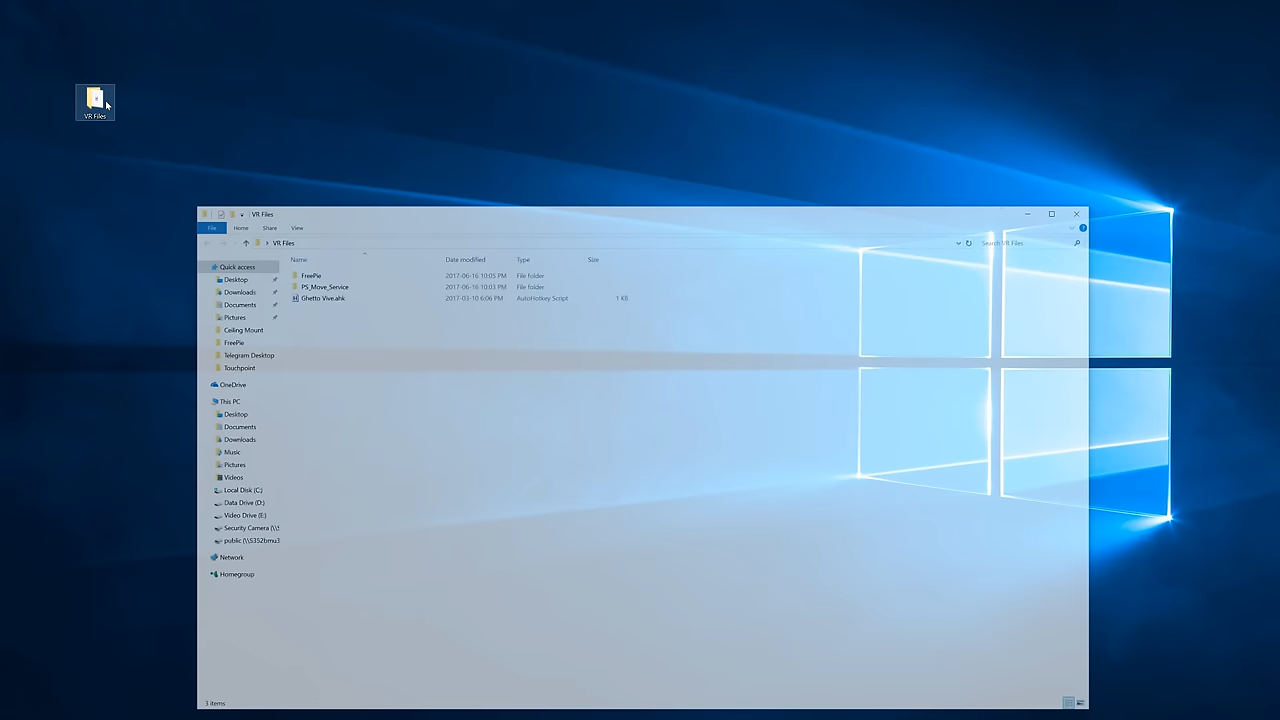 VR Files
VR Files
File Home Share View
VR Files
Search VR Files
Name Date modified Type Size
FreePie 2017-06-16 10:05 PM File folder
PS_Move_Service 2017-06-16 10:03 PM File folder
Ghetto Vive.ahk 2017-03-10 6:06 PM AutoHotkey Script 1 KB
Quick access
Desktop
Downloads
Documents
Pictures
Ceiling Mount
FreePie
Telegram Desktop
Touchpoint
OneDrive
This PC
Desktop
Documents
Downloads
Music
Pictures
Videos
Local Disk (C:)
Data Drive (D:)
Video Drive (E:)
Security Camera (\\S
public (\\S352bmu3
Network
Homegroup
3 items